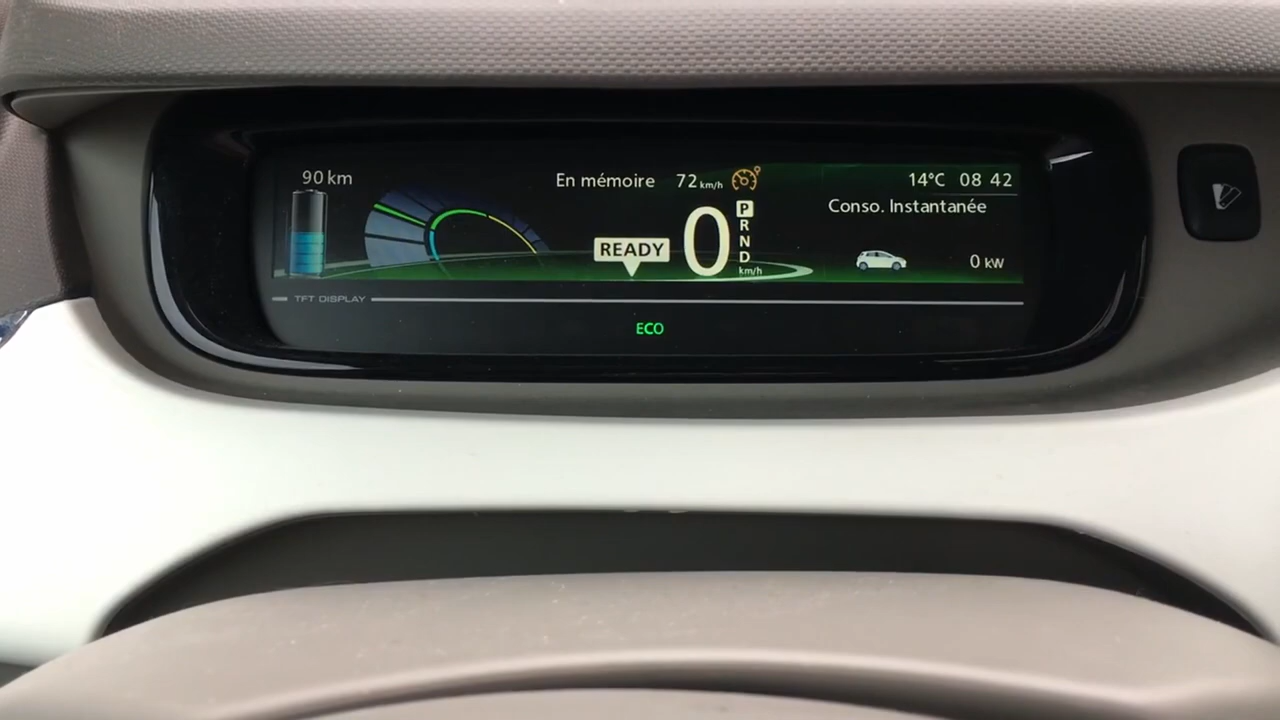 90 km
En mémoire 72 km/h
14°C 08 42
Conso. Instantanée
READY
0
km/h
P
R
N
D
0 kW
TFT DISPLAY
ECO